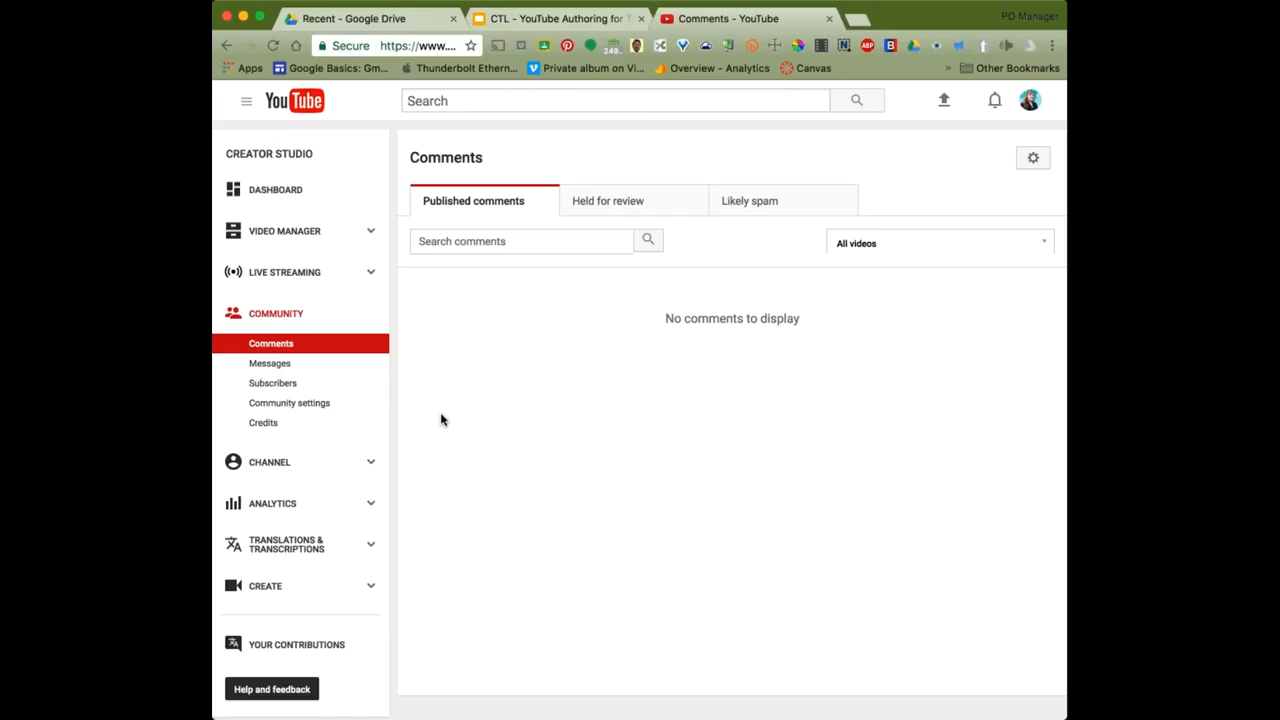 Recent - Google Drive
CTL - YouTube Authoring for T
Comments - YouTube
PD Manager
Secure
https://www....
Apps
Google Basics: Gm...
Thunderbolt Ethern...
Private album on Vi...
Overview - Analytics
Canvas
»
Other Bookmarks
YouTube
Search
CREATOR STUDIO
DASHBOARD
VIDEO MANAGER
LIVE STREAMING
COMMUNITY
Comments
Messages
Subscribers
Community settings
Credits
CHANNEL
ANALYTICS
TRANSLATIONS &
TRANSCRIPTIONS
CREATE
YOUR CONTRIBUTIONS
Help and feedback
Comments
Published comments
Held for review
Likely spam
Search comments
All videos
No comments to display